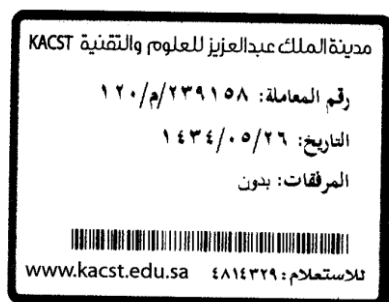 مدينة الملك عبدالعزيز للعلوم والتقنية KACST
رقم المعاملة: ٢٣٩١٥٨/م/١٢٠
التاريخ: ١٤٣٤/٠٥/٢٦
المرفقات: بدون
للاستعلام: ٤٨١٤٣٢٩ www.kacst.edu.sa